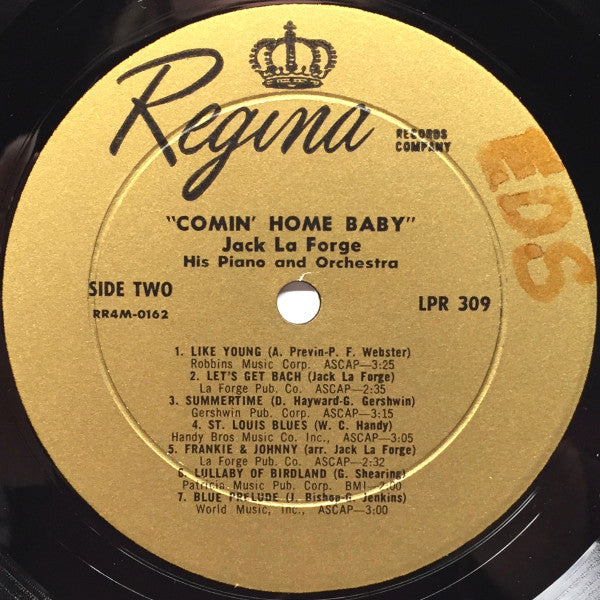 Regina
RECORDS
COMPANY
EDS
"COMIN' HOME BABY"
Jack La Forge
His Piano and Orchestra
SIDE TWO
RR4M-0162
LPR 309
1. LIKE YOUNG (A. Previn-P. F. Webster)
Robbins Music Corp. ASCAP—3:25
2. LET'S GET BACH (Jack La Forge)
La Forge Pub. Co. ASCAP—2:35
3. SUMMERTIME (D. Hayward-G. Gershwin)
Gershwin Pub. Corp. ASCAP—3:15
4. ST. LOUIS BLUES (W. C. Handy)
Handy Bros Music Co. Inc., ASCAP—3:05
5. FRANKIE & JOHNNY (arr. Jack La Forge)
La Forge Pub. Co. ASCAP—2:32
6. LULLABY OF BIRDLAND (G. Shearing)
Patricia Music Pub. Corp. BMI—2:00
7. BLUE PRELUDE (J. Bishop-G. Jenkins)
World Music, Inc., ASCAP—3:00